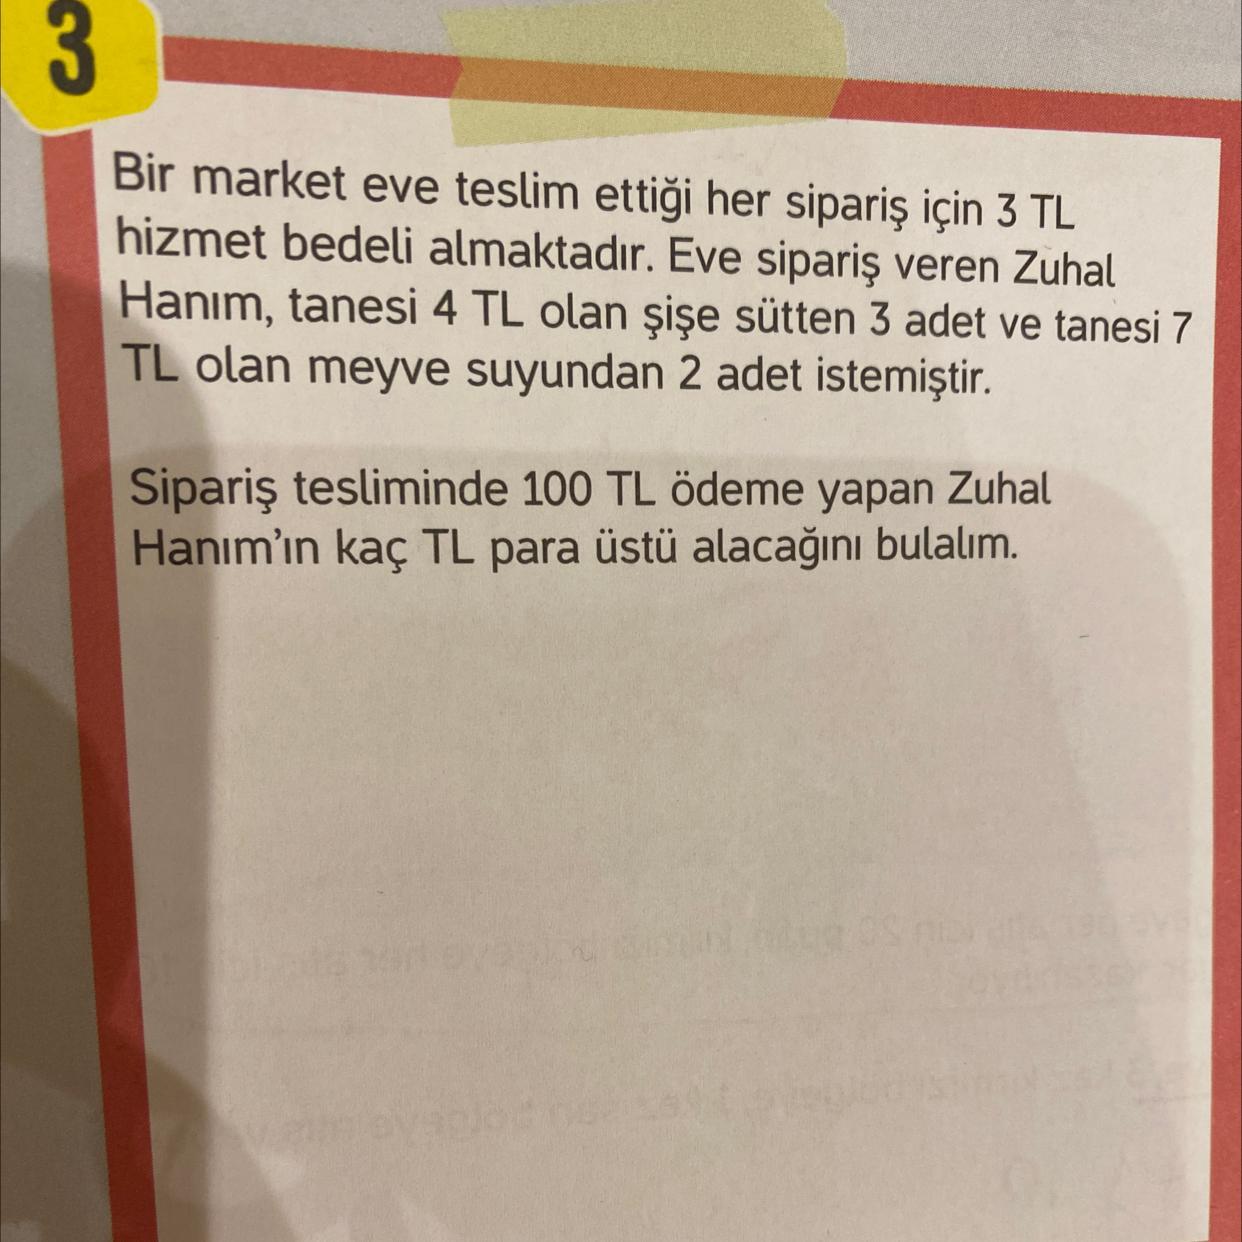 3
Bir market eve teslim ettiği her sipariş için 3 TL
hizmet bedeli almaktadır. Eve sipariş veren Zuhal
Hanım, tanesi 4 TL olan şişe sütten 3 adet ve tanesi 7
TL olan meyve suyundan 2 adet istemiştir.
Sipariş tesliminde 100 TL ödeme yapan Zuhal
Hanım'ın kaç TL para üstü alacağını bulalım.